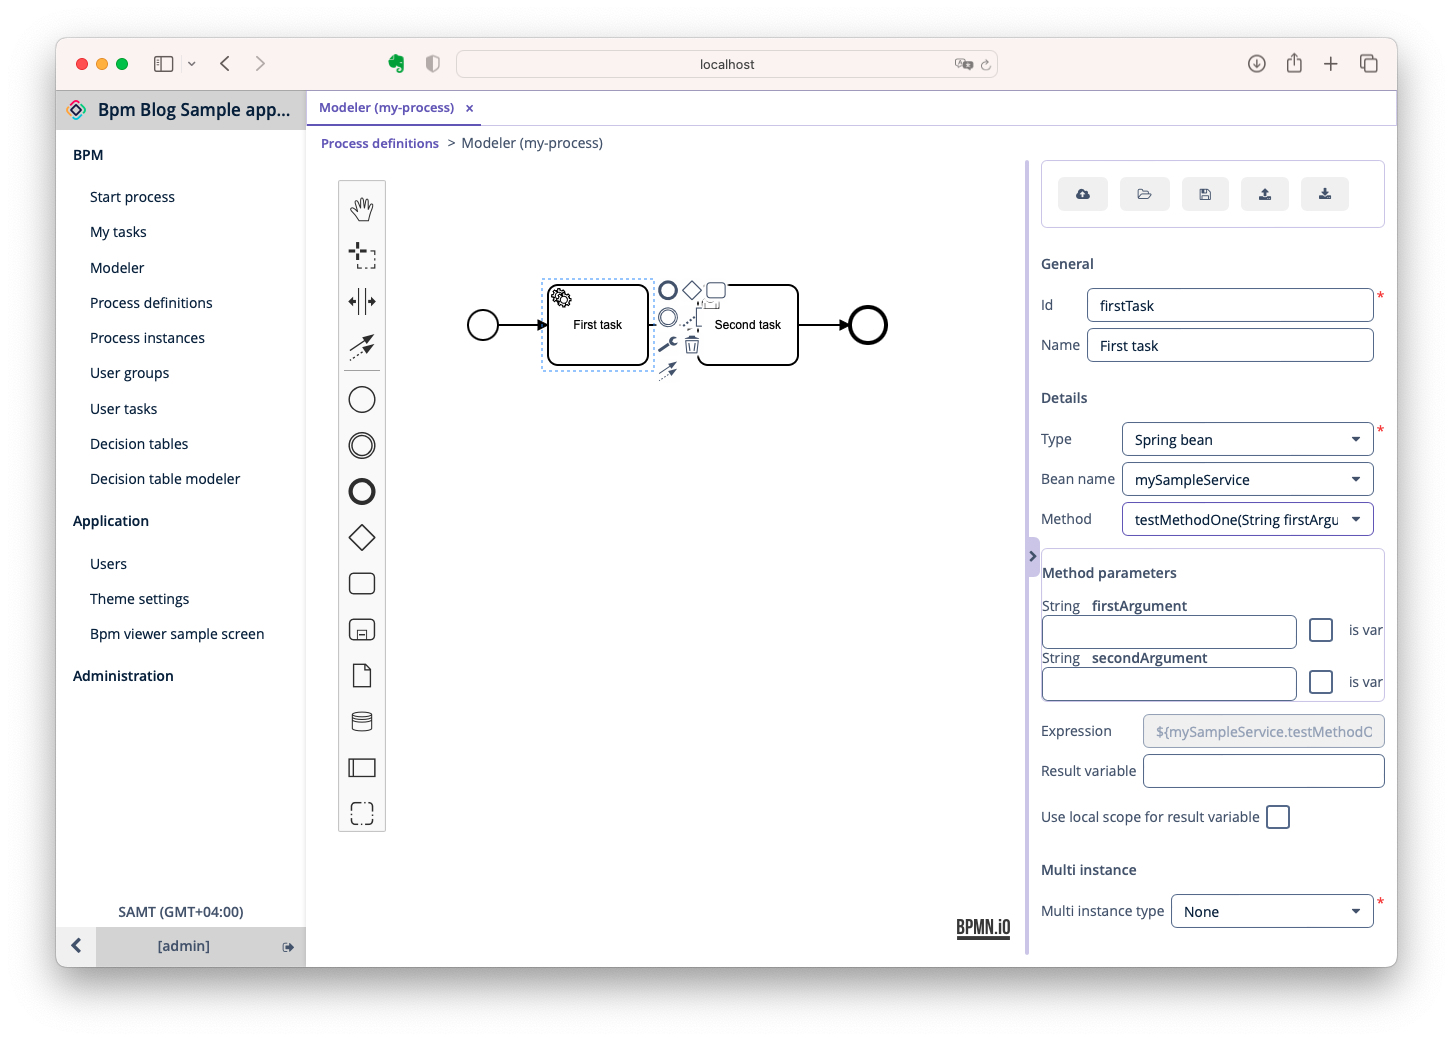 localhost
Bpm Blog Sample app...
Modeler (my-process) ×
Process definitions > Modeler (my-process)
BPM
Start process
My tasks
Modeler
Process definitions
Process instances
User groups
User tasks
Decision tables
Decision table modeler
Application
Users
Theme settings
Bpm viewer sample screen
Administration
SAMT (GMT+04:00)
[admin]
First task
Second task
BPMN.iO
General
Id firstTask *
Name First task
Details
Type Spring bean *
Bean name mySampleService
Method testMethodOne(String firstArgu
Method parameters
String firstArgument
is var
String secondArgument
is var
Expression ${mySampleService.testMethodO
Result variable
Use local scope for result variable
Multi instance
Multi instance type None *